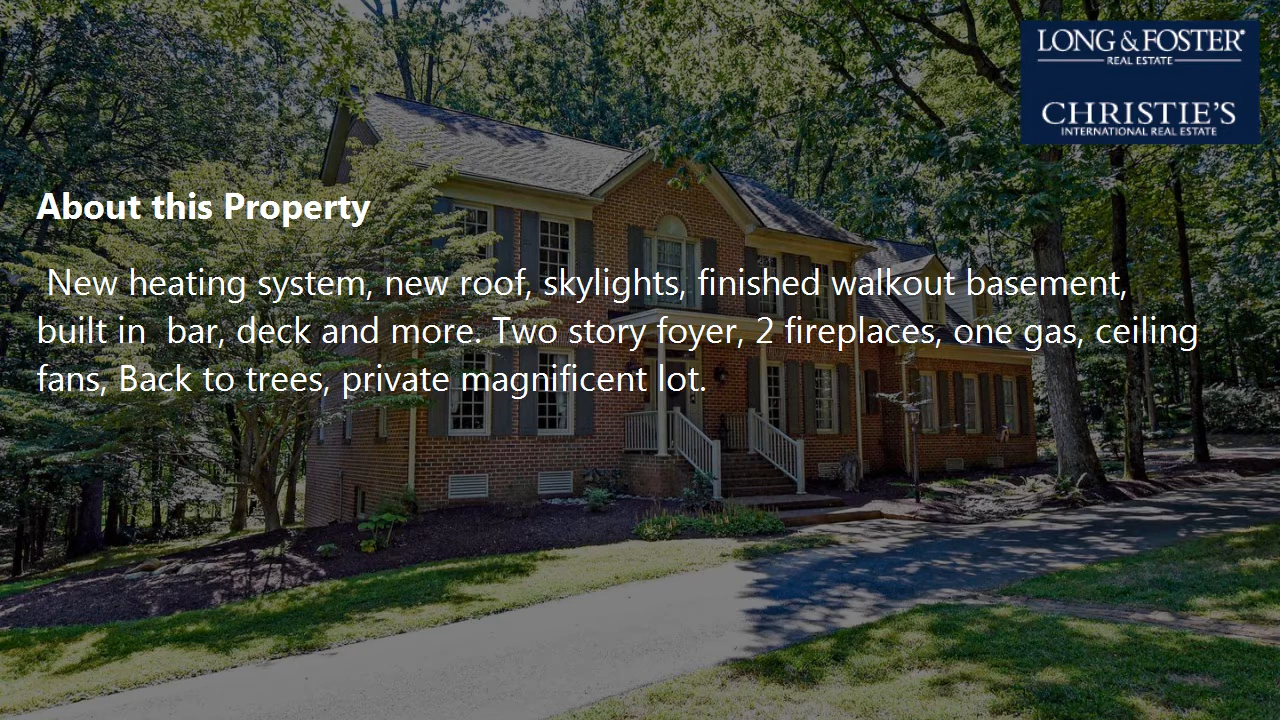 LONG & FOSTER®
REAL ESTATE
CHRISTIE'S
INTERNATIONAL REAL ESTATE
About this Property
New heating system, new roof, skylights, finished walkout basement,
built in  bar, deck and more. Two story foyer, 2 fireplaces, one gas, ceiling
fans, Back to trees, private magnificent lot.